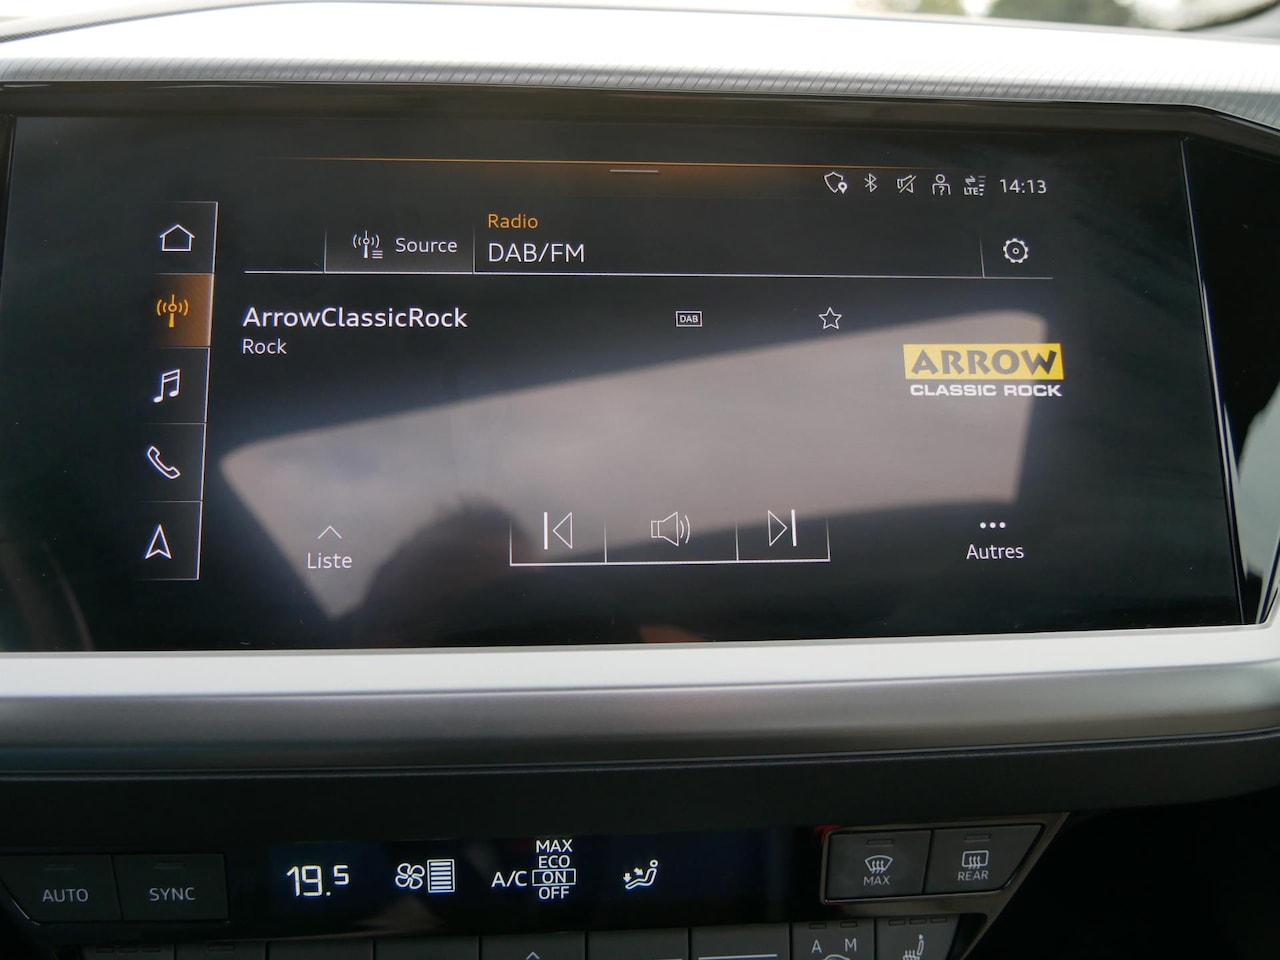 LTE 14:13
Radio
Source
DAB/FM
ArrowClassicRock
DAB
Rock
ARROW
CLASSIC ROCK
Liste
Autres
MAX
ECO
19.5
A/C ON
OFF
AUTO
SYNC
MAX
REAR
A M